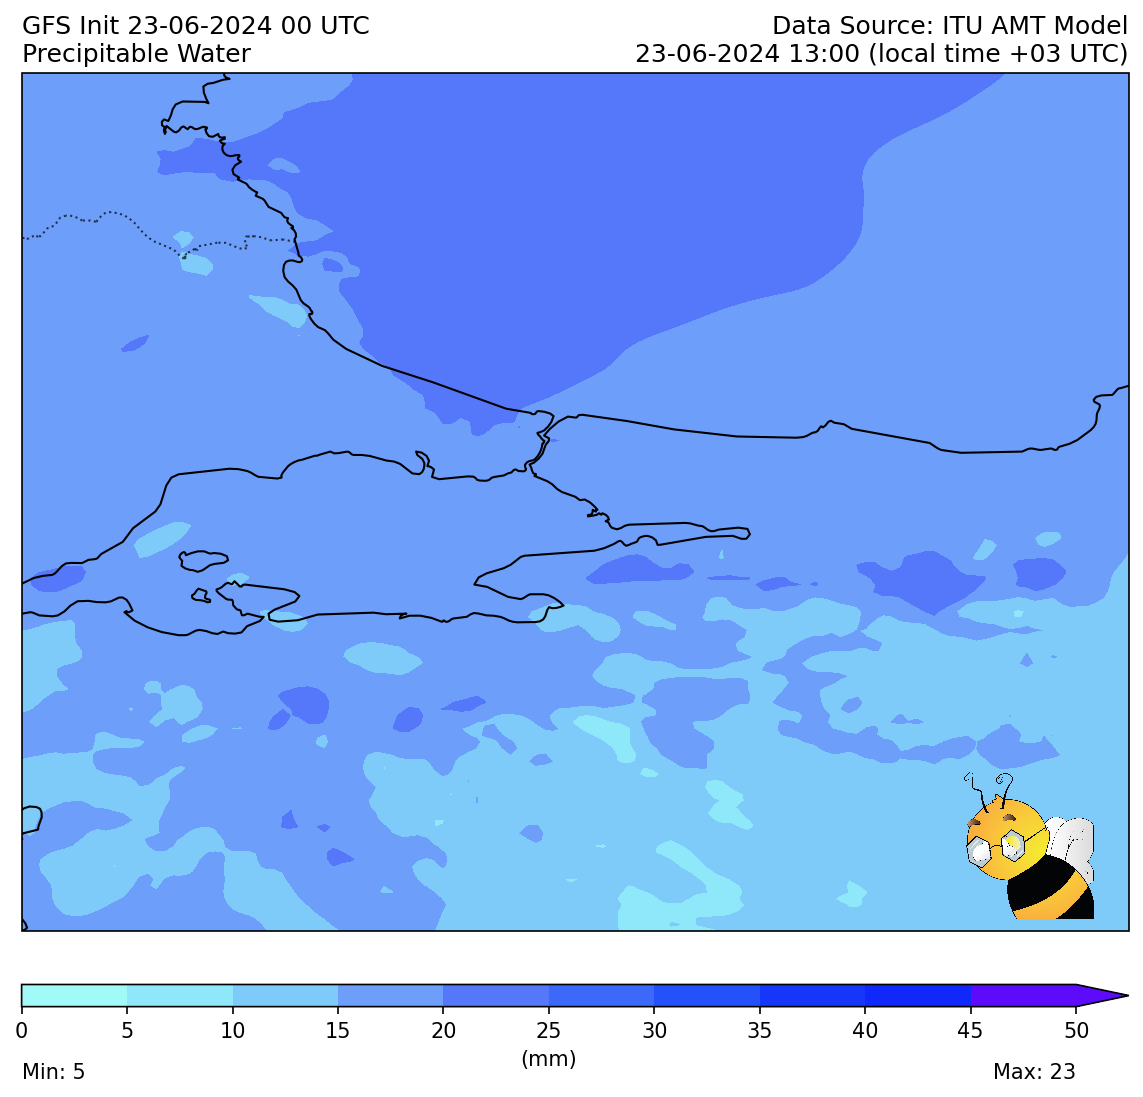 GFS Init 23-06-2024 00 UTC
Data Source: ITU AMT Model
Precipitable Water
23-06-2024 13:00 (local time +03 UTC)
0 5 10 15 20 25 30 35 40 45 50
(mm)
Min: 5
Max: 23